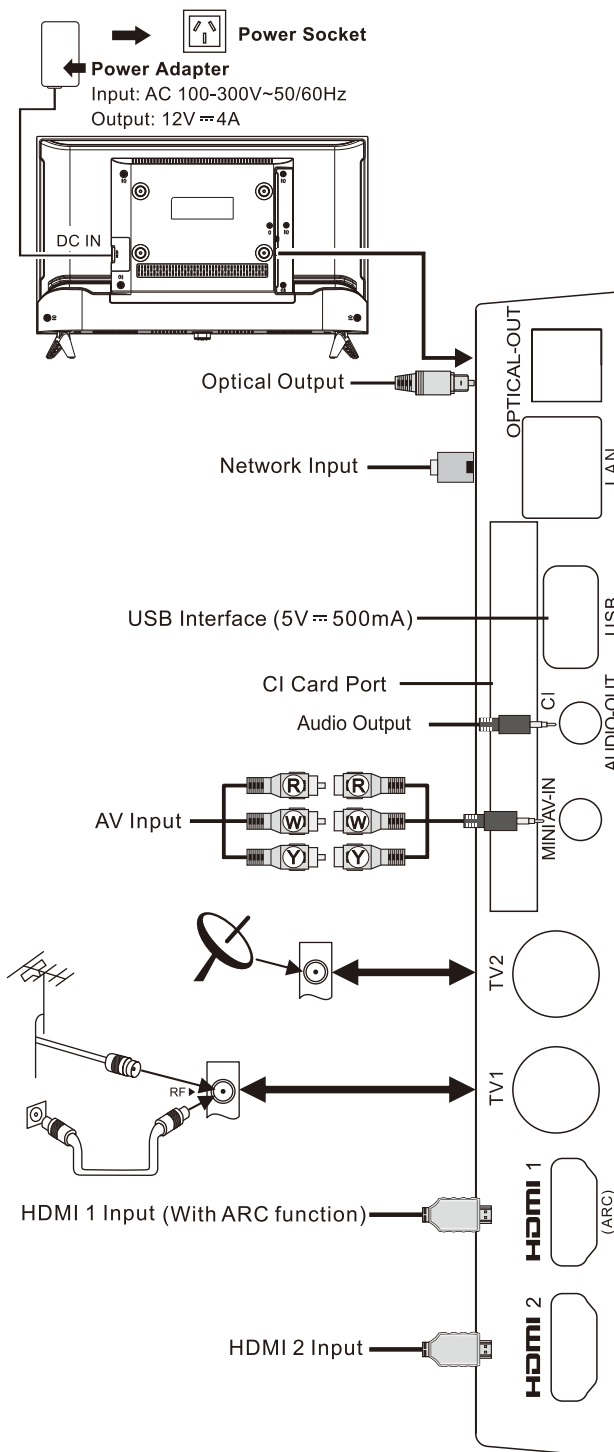 Power Socket
Power Adapter
Input: AC 100-300V~50/60Hz
Output: 12V⎓4A
DC IN
OPTICAL-OUT
Optical Output
LAN
Network Input
USB
USB Interface (5V⎓500mA)
CI Card Port
CI
Audio Output
AUDIO-OUT
R R
AV Input
W W
MINI AV-IN
Y Y
TV2
TV1
RF
HDMI 1 Input (With ARC function)
HDMI 1
(ARC)
HDMI 2 Input
HDMI 2